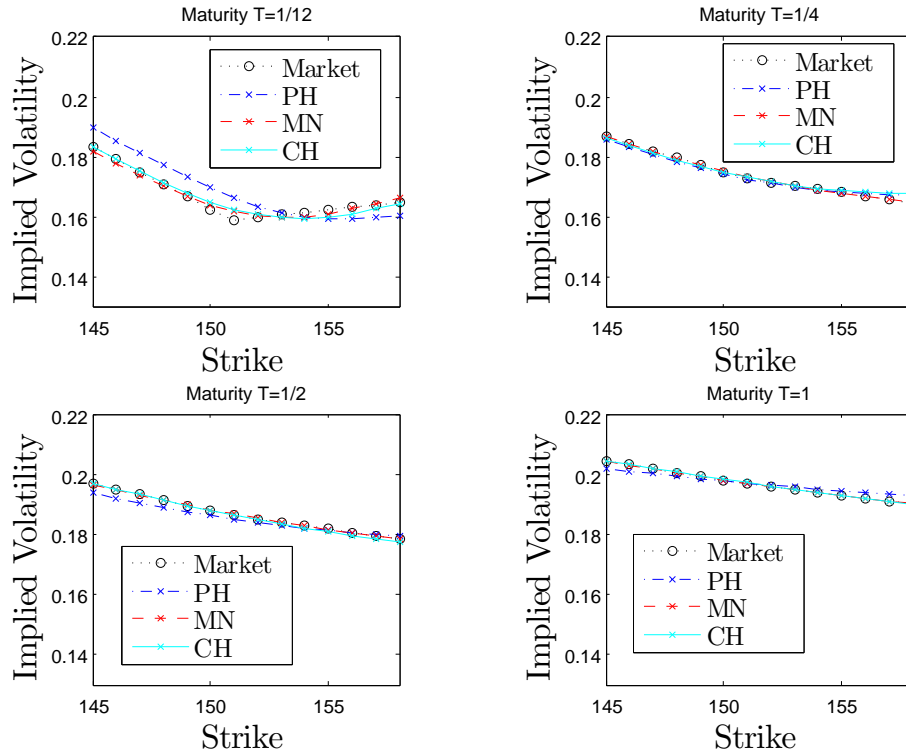 Maturity T=1/12
Implied Volatility
0.22
0.2
0.18
0.16
0.14
145
150
155
Strike
Market
PH
MN
CH
Maturity T=1/4
Implied Volatility
0.22
0.2
0.18
0.16
0.14
145
150
155
Strike
Market
PH
MN
CH
Maturity T=1/2
Implied Volatility
0.22
0.2
0.18
0.16
0.14
145
150
155
Strike
Market
PH
MN
CH
Maturity T=1
Implied Volatility
0.22
0.2
0.18
0.16
0.14
145
150
155
Strike
Market
PH
MN
CH